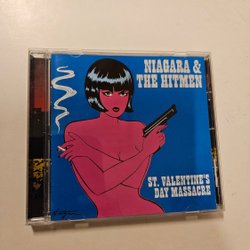 NIAGARA &
THE HITMEN
ST. VALENTINE'S
DAY MASSACRE